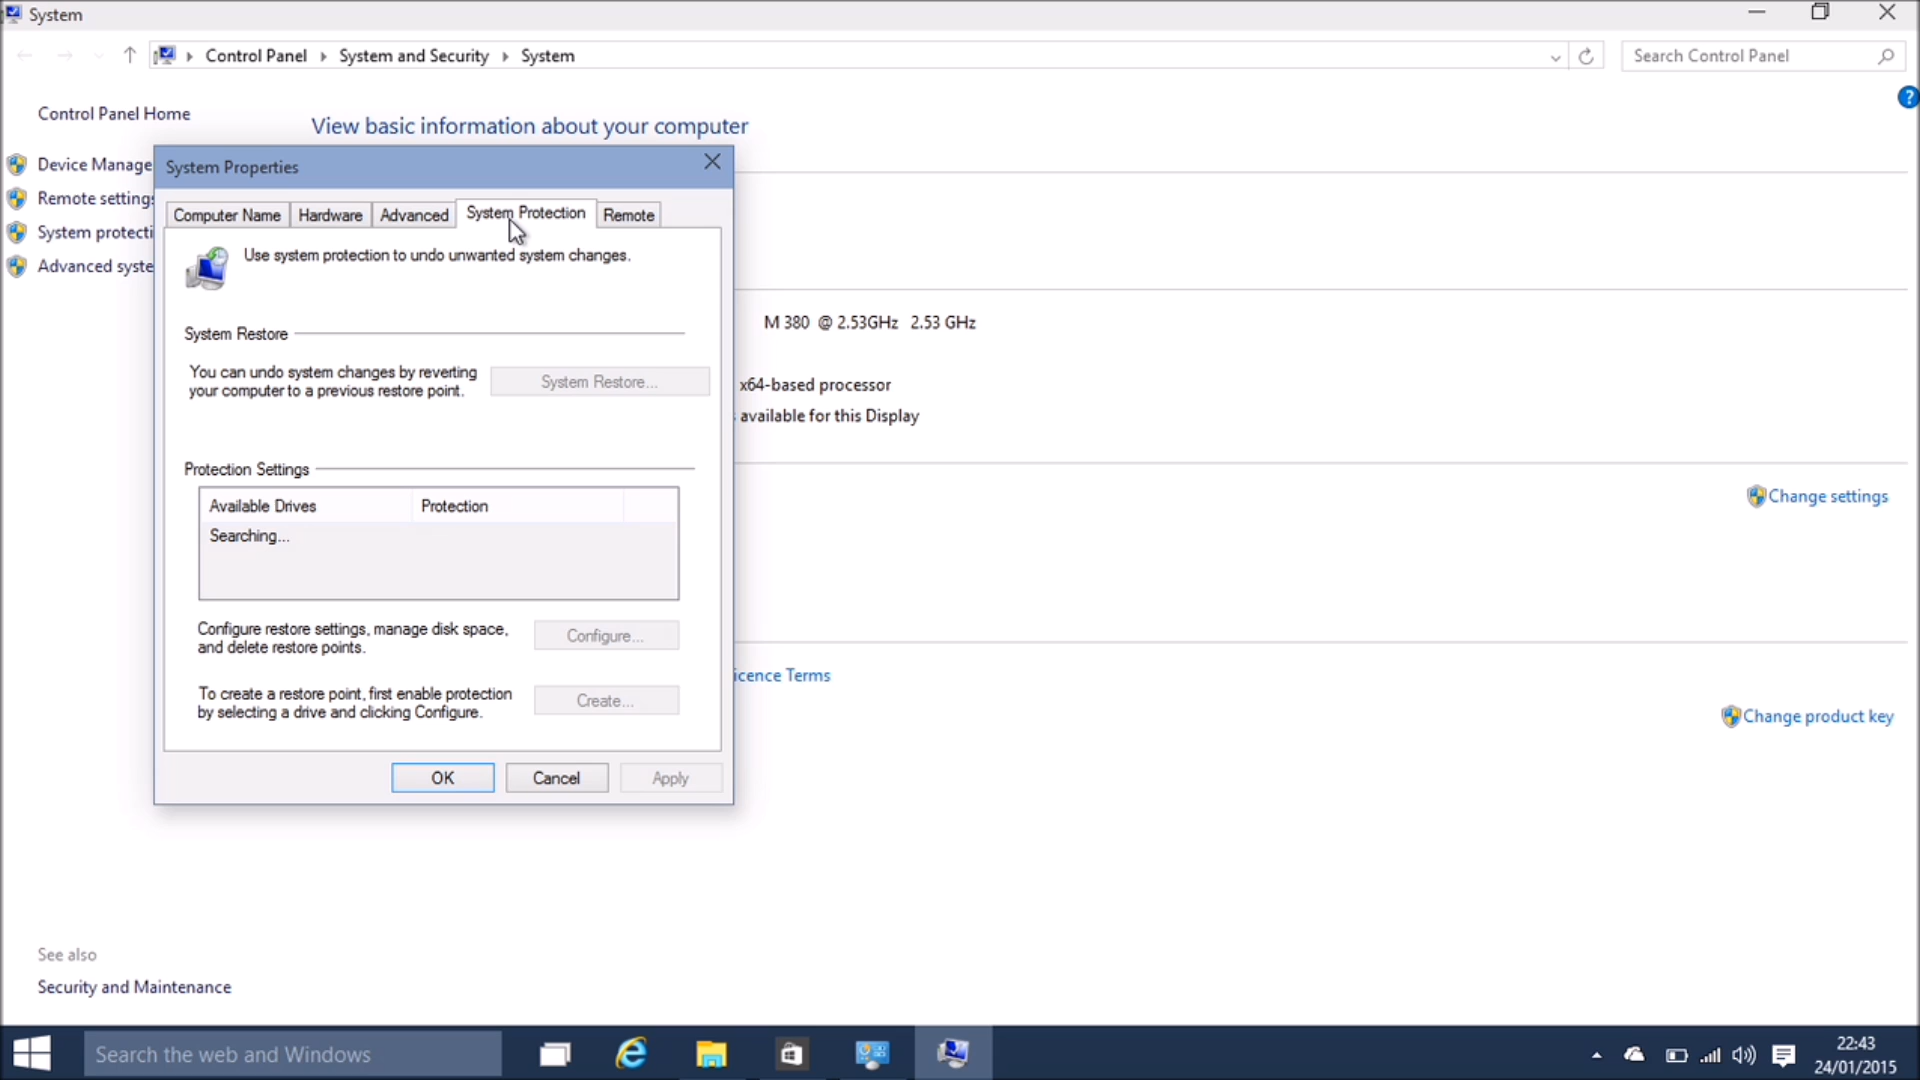 System
Control Panel
System and Security
System
Search Control Panel
Control Panel Home
View basic information about your computer
Device Manage
Remote settings
System protecti
Advanced syste
System Properties
Computer Name
Hardware
Advanced
System Protection
Remote
Use system protection to undo unwanted system changes.
System Restore
You can undo system changes by reverting
your computer to a previous restore point.
System Restore...
Protection Settings
Available Drives
Protection
Searching...
Configure restore settings, manage disk space,
and delete restore points.
Configure...
To create a restore point, first enable protection
by selecting a drive and clicking Configure.
Create...
OK
Cancel
Apply
M 380 @ 2.53GHz 2.53 GHz
x64-based processor
available for this Display
Change settings
icence Terms
Change product key
See also
Security and Maintenance
Search the web and Windows
22:43
24/01/2015